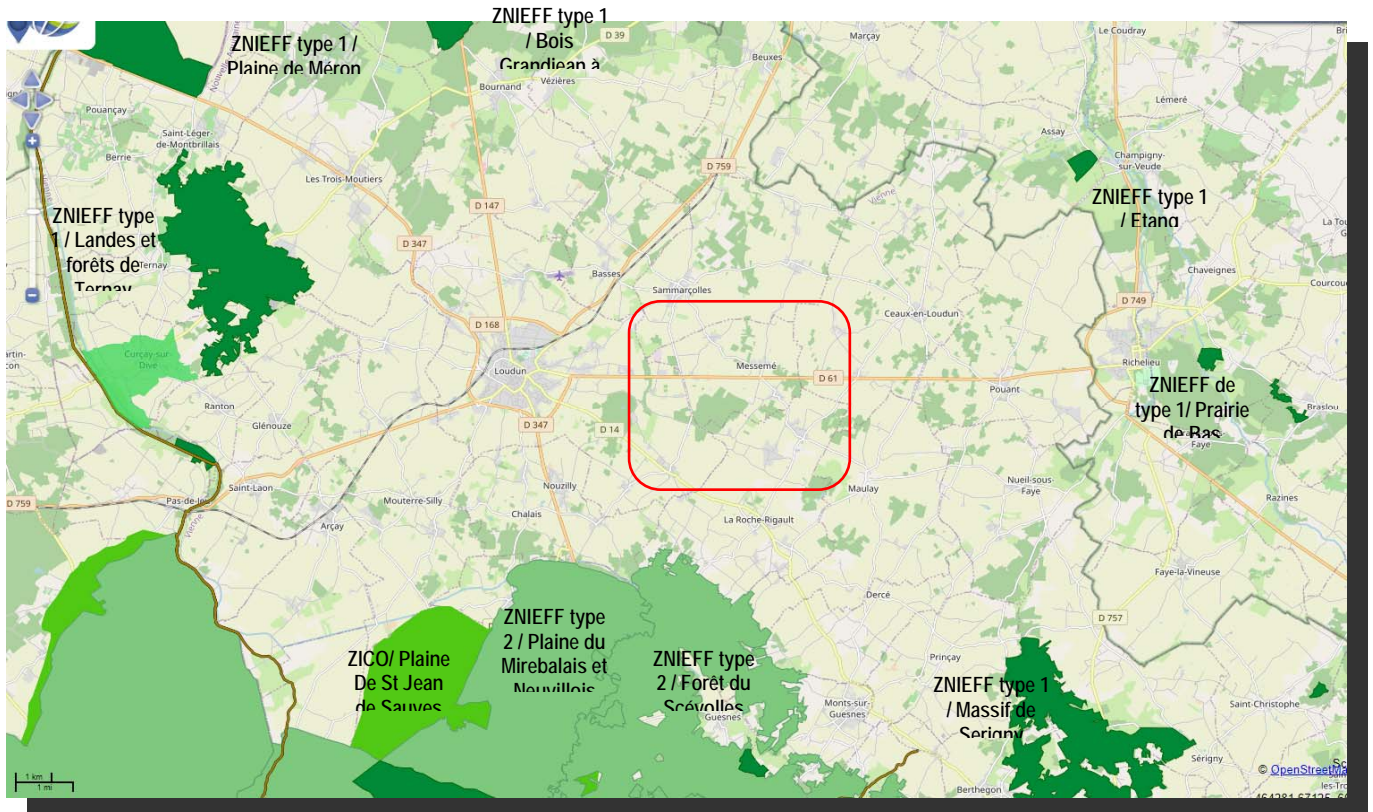 ZNIEFF type 1
/ Bois
Grandjean à
ZNIEFF type 1 /
Plaine de Méron
D 39
Marçay
Le Coudray
Beuxes
Vézières
Bournand
Pouançay
Lémeré
Saint-Léger-
de-Montbrillais
Assay
Berrie
Champigny-
sur-Veude
D 759
Les Trois-Moutiers
Vienne
ZNIEFF type 1
/ Etang
D 147
ZNIEFF type
1 / Landes et
forêts de
Ternay
Ternay
D 347
Basses
Chaveignes
Sammarçolles
D 749
Ceaux-en-Loudun
D 168
Curçay-sur-
Dive
Messemé
Richelieu
Loudun
D 61
Pouant
ZNIEFF de
type 1/ Prairie
de Bas
Braslou
Faye
Ranton
Glénouze
D 347
D 14
Saint-Laon
Nouzilly
Maulay
Nueil-sous-
Faye
Mouterre-Silly
Razines
D 759
Pas-de-Jeu
Vienne
Chalais
Arçay
La Roche-Rigault
Faye-la-Vineuse
Dercé
D 757
ZNIEFF type
2 / Plaine du
Mirebalais et
Neuvillois
ZICO/ Plaine
De St Jean
de Sauves
ZNIEFF type
2 / Forêt du
Scévolles
Guesnes
Prinçay
ZNIEFF type 1
/ Massif de
Serigny
Monts-sur-
Guesnes
Saint-Christophe
Sérigny
1 km
1 mi
© OpenStreetMa
Berthegon